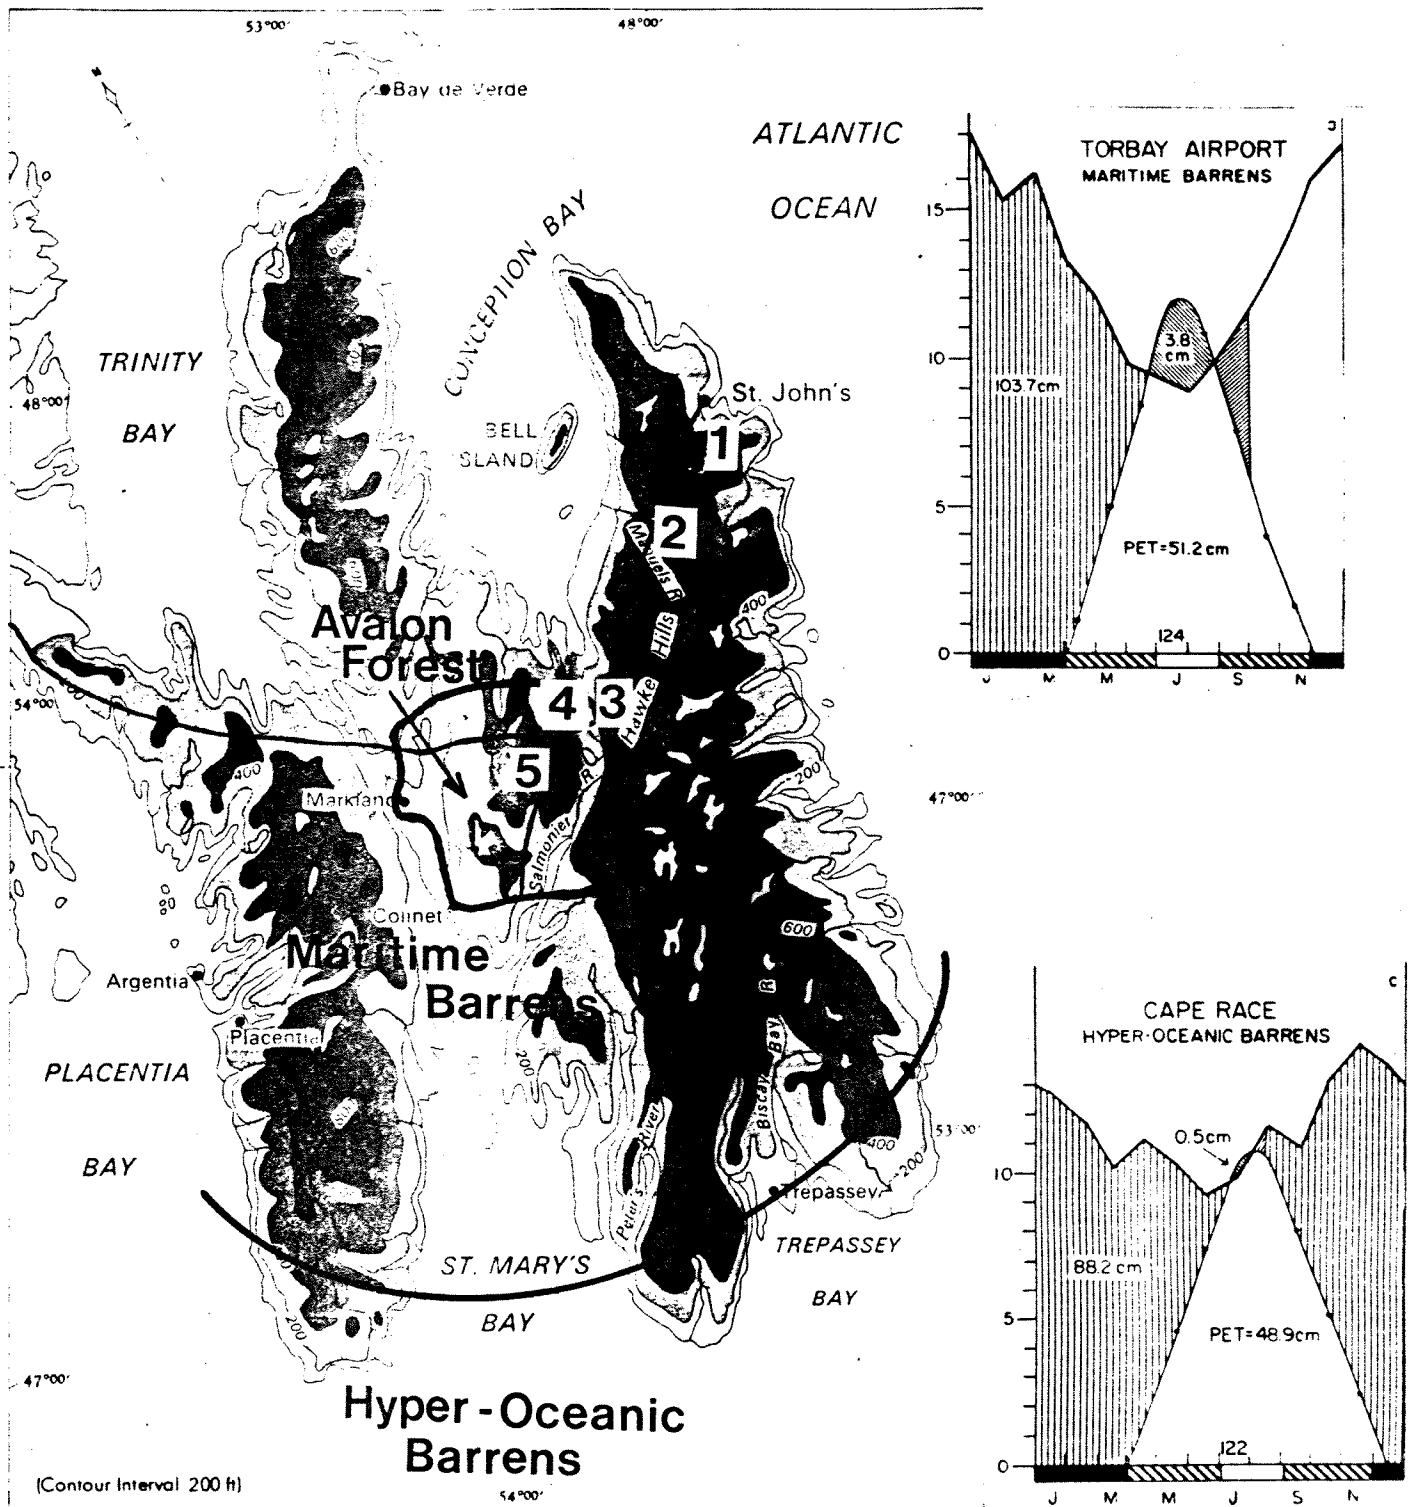 53°00'
48°00'
Bay de Verde
ATLANTIC
OCEAN
CONCEPTION BAY
TRINITY
BAY
48°00'
600
St. John's
BELL
ISLAND
1
2
Manuels R
400
Hills
Hawke
Avalon
Forest
4
3
5
54°00'
400
200
47°00'
Markland
Salmonier
Colinet
600
Maritime
Barrens
Argentia
Placentia
PLACENTIA
BAY
200
Biscay Bay R
Peter's River
400
200
53°00'
Trepassey
TREPASSEY
BAY
ST. MARY'S
BAY
200
47°00'
Hyper-Oceanic
Barrens
(Contour Interval 200 ft)
54°00'
TORBAY AIRPORT
MARITIME BARRENS
15
10
5
0
3.8
cm
103.7cm
PET=51.2cm
124
J M M J S N
c
CAPE RACE
HYPER-OCEANIC BARRENS
0.5cm
10
5
0
88.2cm
PET=48.9cm
122
J M M J S N